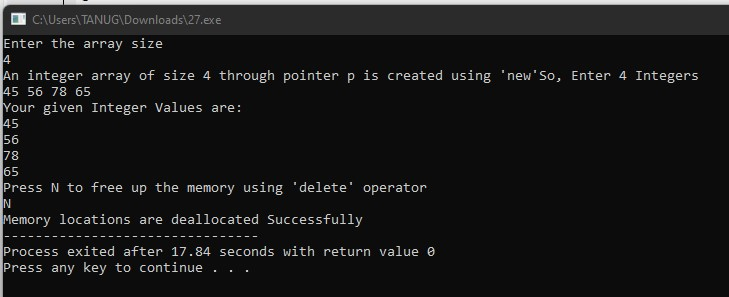 C:\Users\TANUG\Downloads\27.exe
Enter the array size
4
An integer array of size 4 through pointer p is created using 'new'So, Enter 4 Integers
45 56 78 65
Your given Integer Values are:
45
56
78
65
Press N to free up the memory using 'delete' operator
N
Memory locations are deallocated Successfully
--------------------------------
Process exited after 17.84 seconds with return value 0
Press any key to continue . . .